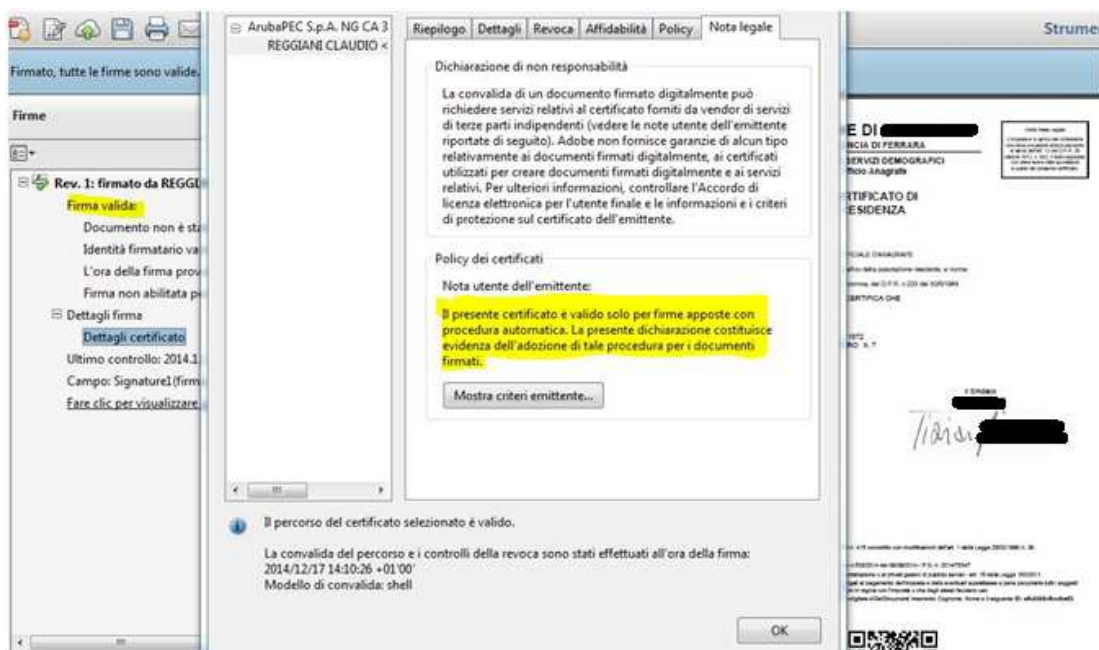 Strume
Firmato, tutte le firme sono valide.
Firme
Rev. 1: firmato da REGGI
Firma valida:
Documento non è sta
Identità firmatario va
L'ora della firma prov
Firma non abilitata p
Dettagli firma
Dettagli certificato
Ultimo controllo: 2014.1
Campo: Signature1 (firm
Fare clic per visualizzare
ArubaPEC S.p.A. NG CA 3
REGGIANI CLAUDIO <
Riepilogo Dettagli Revoca Affidabilità Policy Nota legale
Dichiarazione di non responsabilità
La convalida di un documento firmato digitalmente può
richiedere servizi relativi al certificato forniti da vendor di servizi
di terze parti indipendenti (vedere le note utente dell'emittente
riportate di seguito). Adobe non fornisce garanzie di alcun tipo
relativamente ai documenti firmati digitalmente, ai certificati
utilizzati per creare documenti firmati digitalmente e ai servizi
relativi. Per ulteriori informazioni, controllare l'Accordo di
licenza elettronica per l'utente finale e le informazioni e i criteri
di protezione sul certificato dell'emittente.
Policy dei certificati
Nota utente dell'emittente:
Il presente certificato è valido solo per firme apposte con
procedura automatica. La presente dichiarazione costituisce
evidenza dell'adozione di tale procedura per i documenti
firmati.
Mostra criteri emittente...
Il percorso del certificato selezionato è valido.
La convalida del percorso e i controlli della revoca sono stati effettuati all'ora della firma:
2014/12/17 14:10:26 +01'00'
Modello di convalida: shell
OK
E DI
NCIA DI FERRARA
SERVIZI DEMOGRAFICI
fficio Anagrafe
RTIFICATO DI
ESIDENZA
CERTIFICA CHE
Il Sindaco